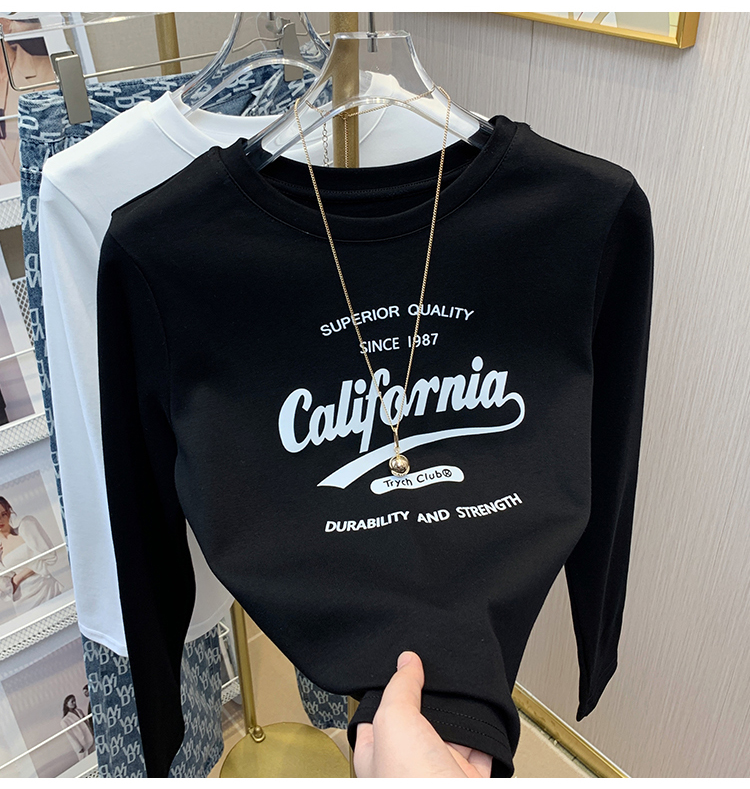 SUPERIOR QUALITY
SINCE 1987
California
Trych Club®
DURABILITY AND STRENGTH